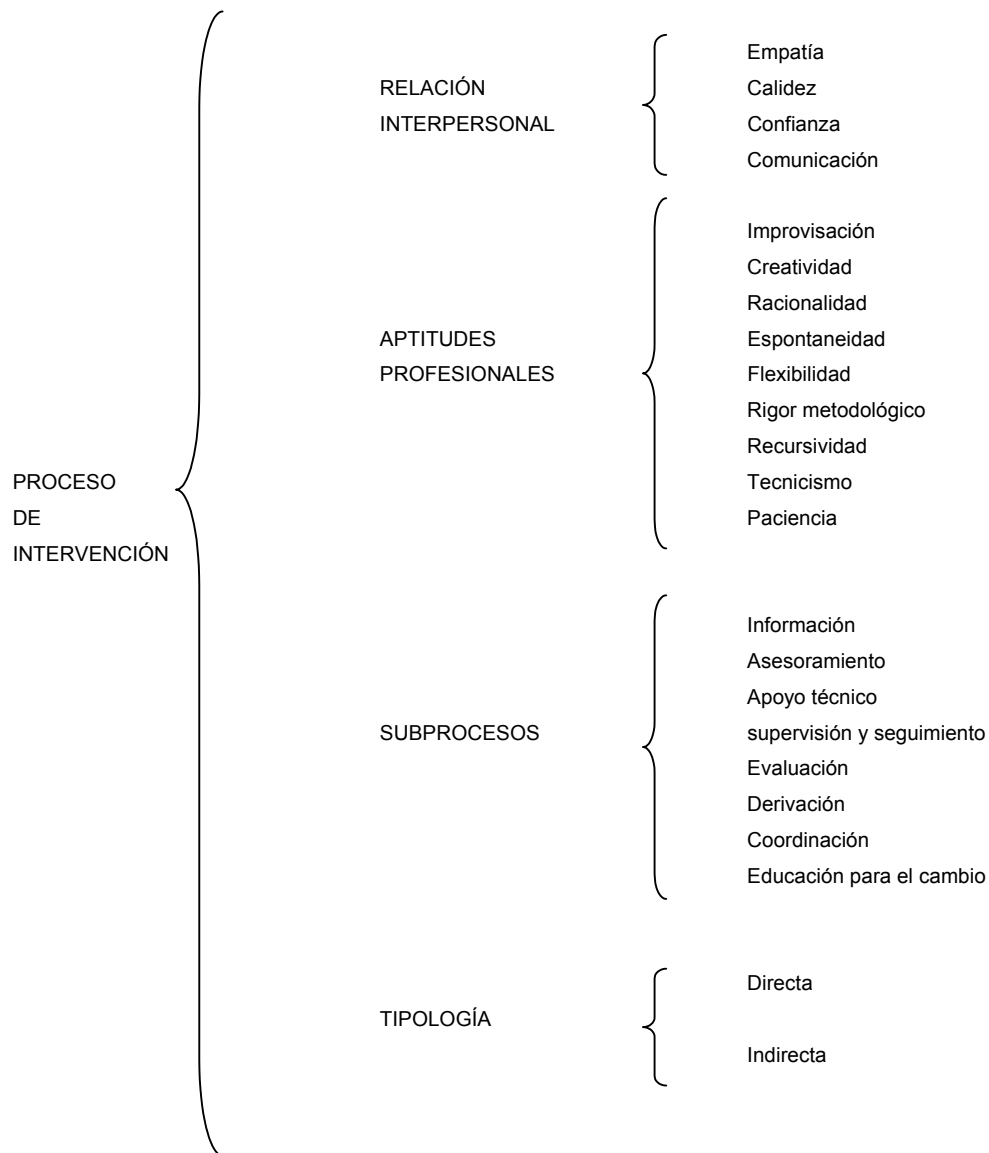 PROCESO
DE
INTERVENCIÓN
RELACIÓN
INTERPERSONAL
Empatía
Calidez
Confianza
Comunicación
APTITUDES
PROFESIONALES
Improvisación
Creatividad
Racionalidad
Espontaneidad
Flexibilidad
Rigor metodológico
Recursividad
Tecnicismo
Paciencia
SUBPROCESOS
Información
Asesoramiento
Apoyo técnico
supervisión y seguimiento
Evaluación
Derivación
Coordinación
Educación para el cambio
TIPOLOGÍA
Directa
Indirecta